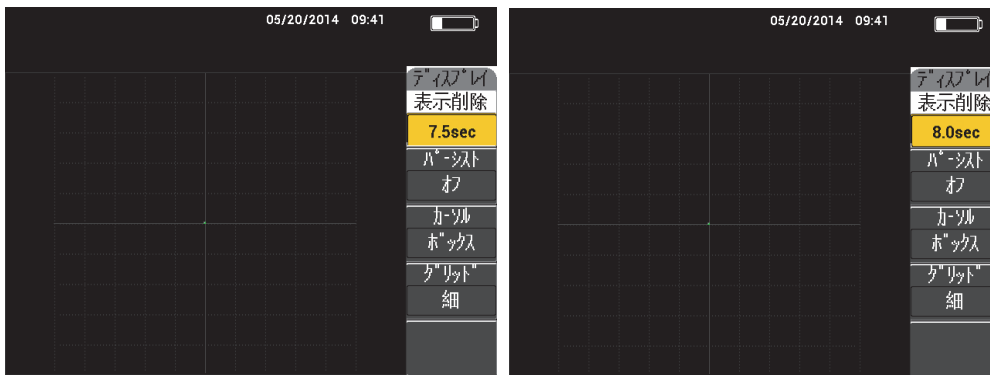 05/20/2014 09:41
ﾃﾞｨｽﾌﾟﾚｲ
表示削除
7.5sec
ﾊﾟｰｼｽﾄ
ｵﾌ
ｶｰｿﾙ
ﾎﾞｯｸｽ
ｸﾞﾘｯﾄﾞ
細
05/20/2014 09:41
ﾃﾞｨｽﾌﾟﾚｲ
表示削除
8.0sec
ﾊﾟｰｼｽﾄ
ｵﾌ
ｶｰｿﾙ
ﾎﾞｯｸｽ
ｸﾞﾘｯﾄﾞ
細